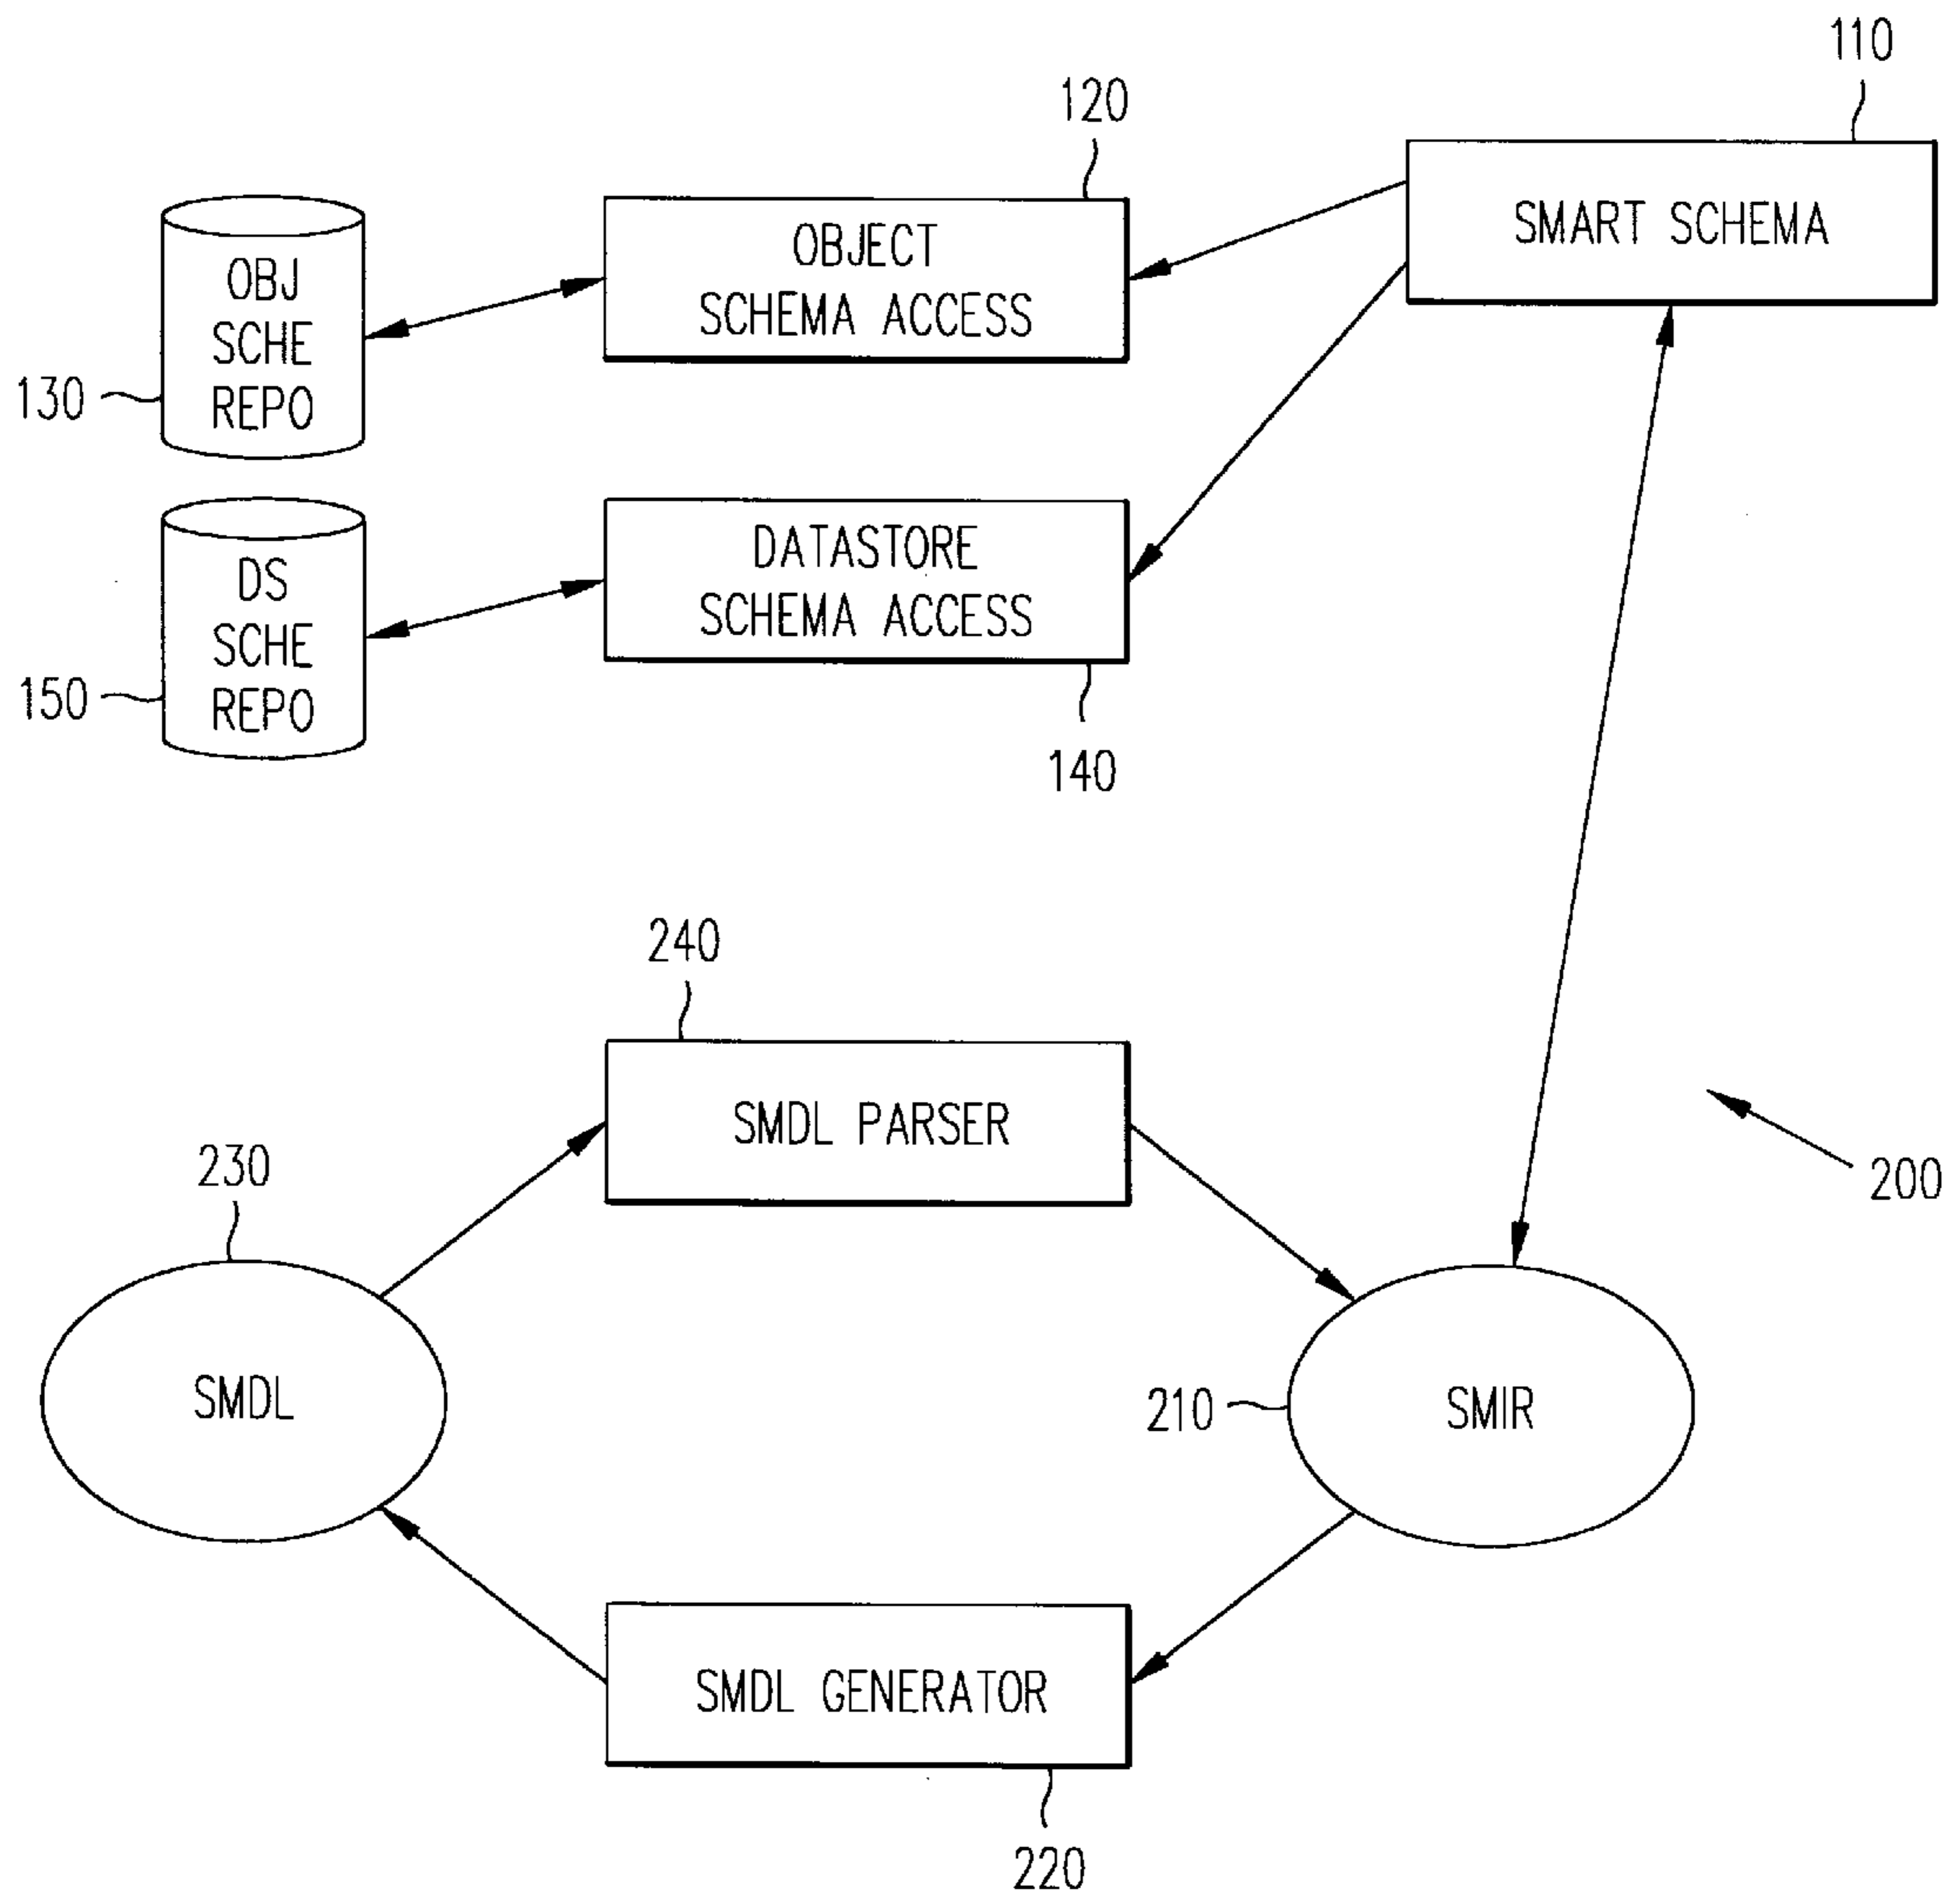 110
120
SMART SCHEMA
OBJECT
SCHEMA ACCESS
OBJ
SCHE
REPO
130
DATASTORE
SCHEMA ACCESS
DS
SCHE
REPO
150
140
240
SMDL PARSER
230
200
SMDL
210
SMIR
SMDL GENERATOR
220